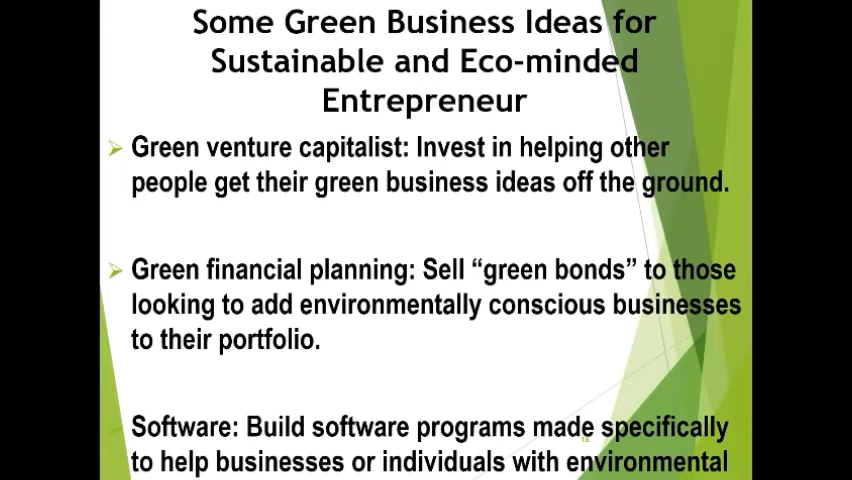 Some Green Business Ideas for
Sustainable and Eco-minded
Entrepreneur
Green venture capitalist: Invest in helping other
people get their green business ideas off the ground.
Green financial planning: Sell “green bonds” to those
looking to add environmentally conscious businesses
to their portfolio.
Software: Build software programs made specifically
to help businesses or individuals with environmental